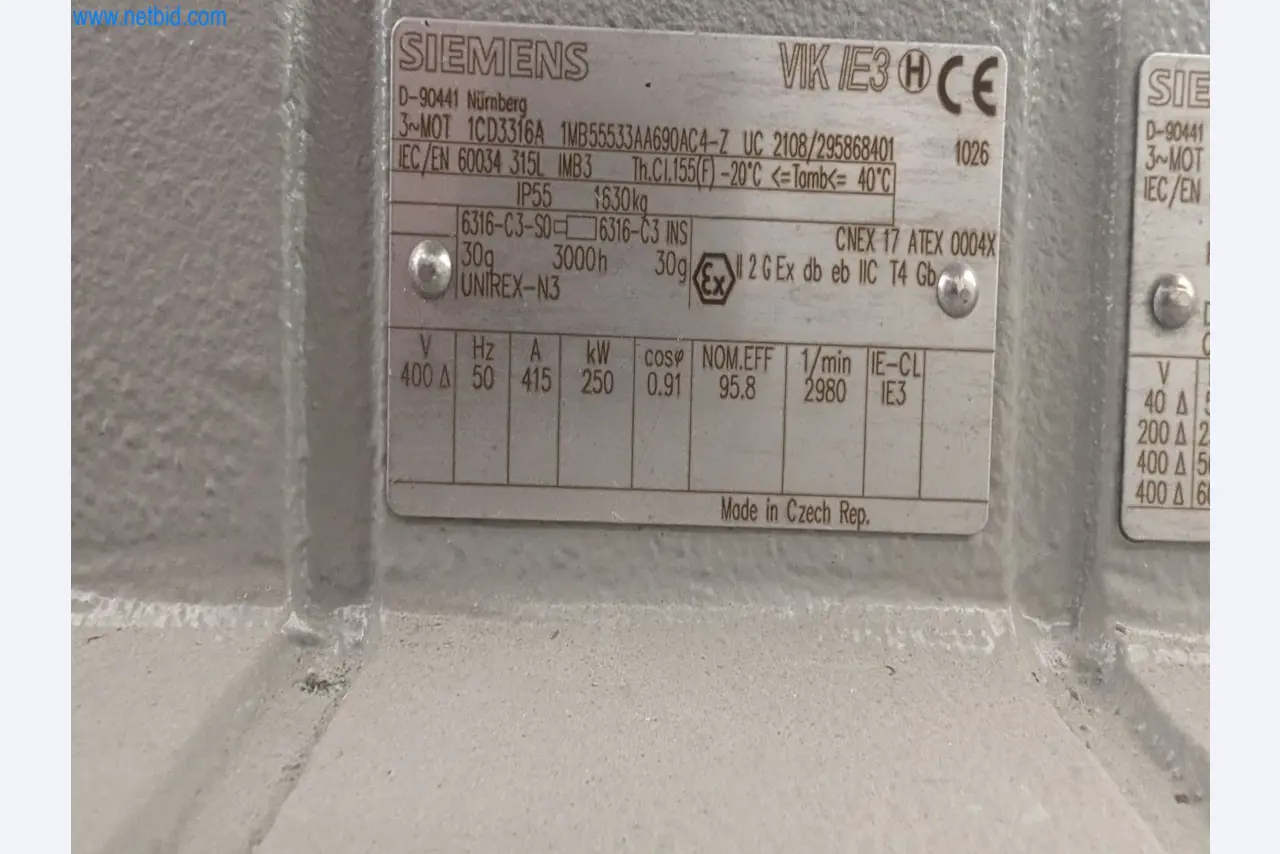 www.netbid.com
SIEMENS VIK IE3 H CE
D-90441 Nürnberg
3~MOT 1CD3316A 1MB55533AA690AC4-Z UC 2108/295868401 1026
IEC/EN 60034 315L IMB3 Th.Cl.155(F) -20°C <=Tamb<= 40°C
IP55 1630kg
6316-C3-S0 6316-C3 INS CNEX 17 ATEX 0004X
30g 3000h 30g Ex II 2 G Ex db eb IIC T4 Gb
UNIREX-N3
V Hz A kW cosφ NOM.EFF 1/min IE-CL
400 Δ 50 415 250 0.91 95.8 2980 IE3
Made in Czech Rep.
SIE
D-90441
3~MOT
IEC/EN
V
40 Δ
200 Δ
400 Δ
400 Δ